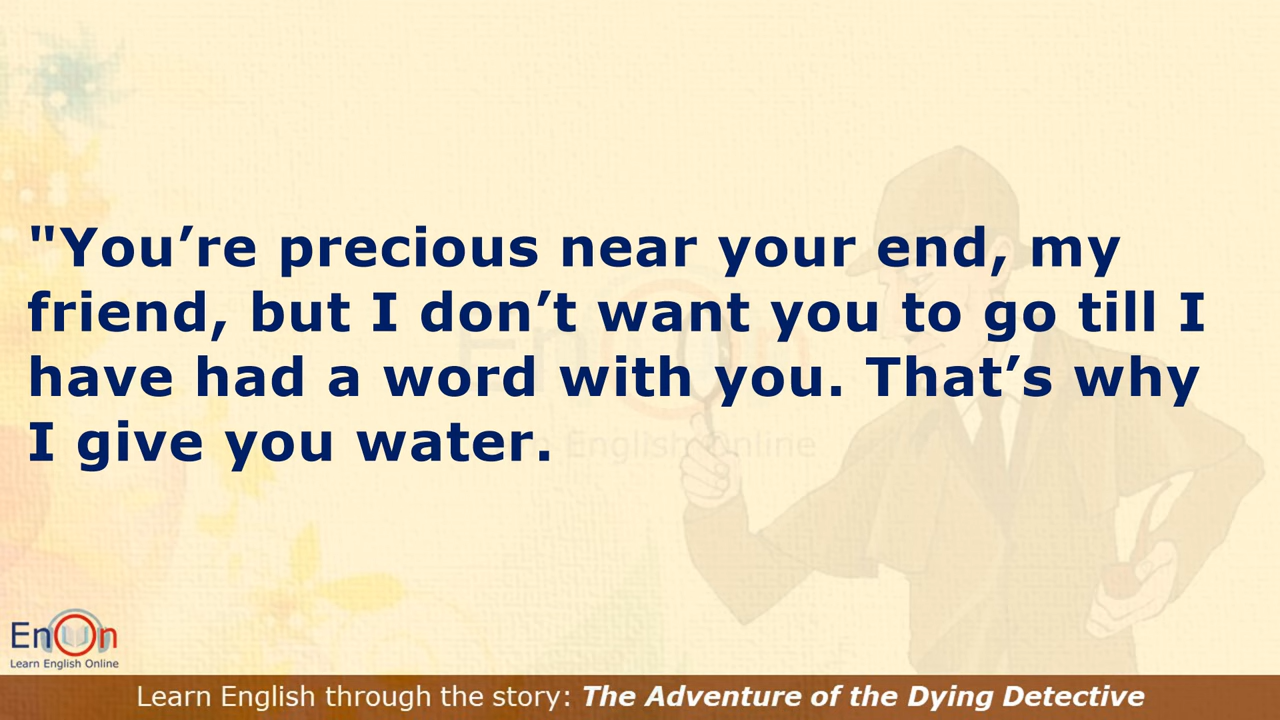 "You’re precious near your end, my
friend, but I don’t want you to go till I
have had a word with you. That’s why
I give you water.
English Online
EnOn
Learn English Online
Learn English through the story: The Adventure of the Dying Detective